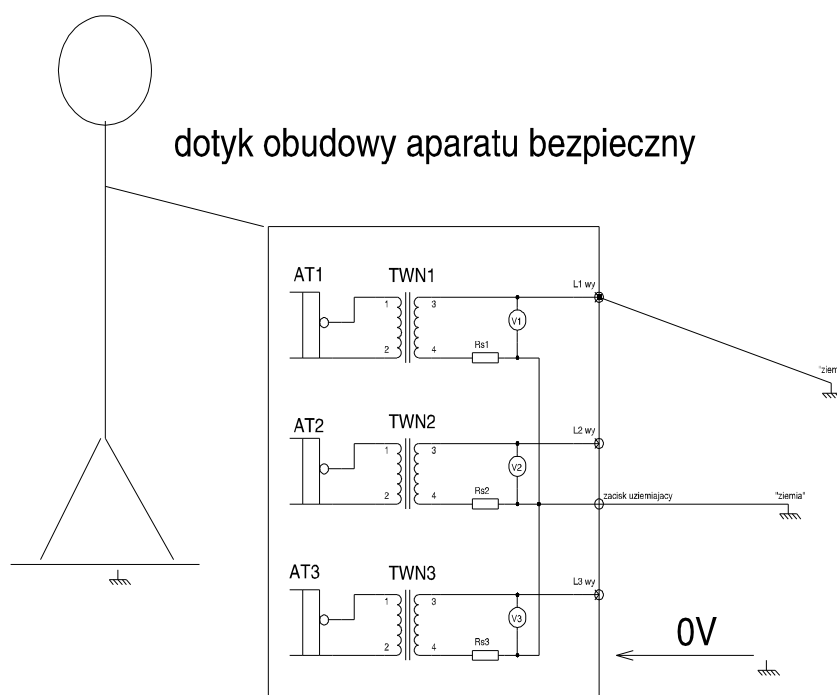 dotyk obudowy aparatu bezpieczny
AT1
TWN1
L1 wy
1
3
V1
Rs1
2
4
"ziem
AT2
TWN2
L2 wy
1
3
V2
Rs2
2
4
zacisk uziemiajacy
"ziemia"
AT3
TWN3
L3 wy
1
3
V3
Rs3
2
4
0V